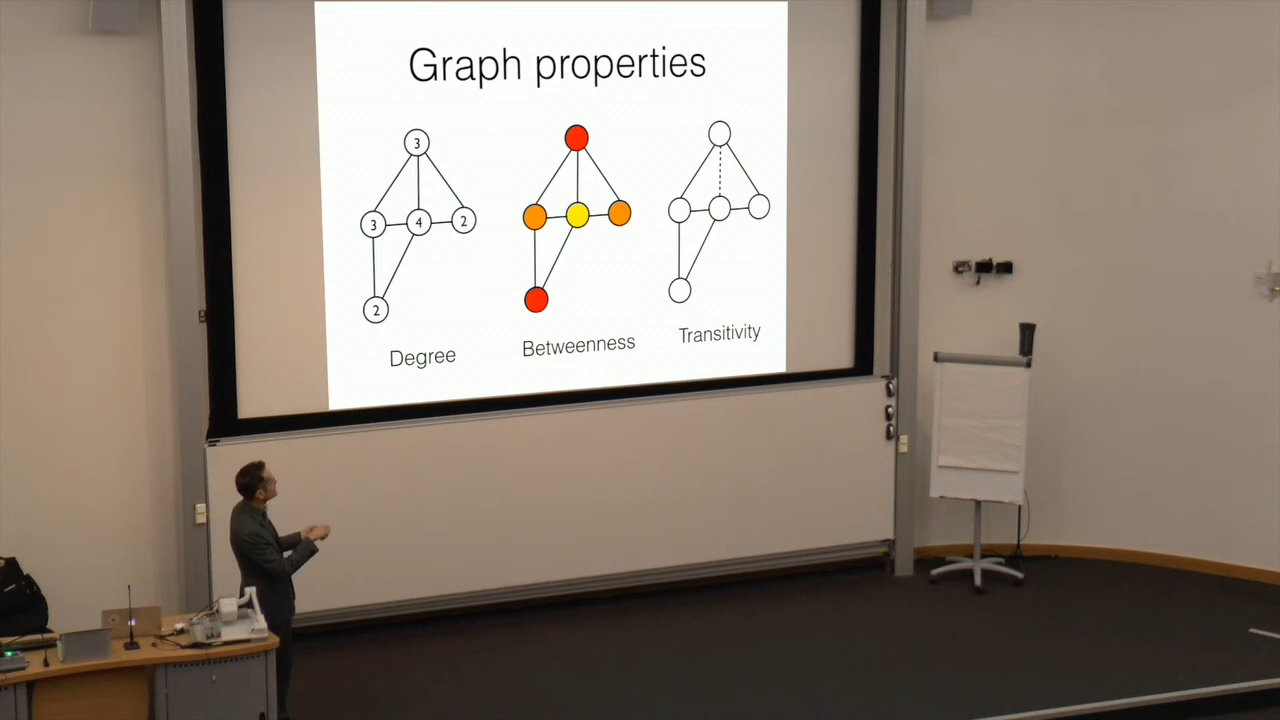 Graph properties
3
3 4 2
2
Degree
Betweenness
Transitivity